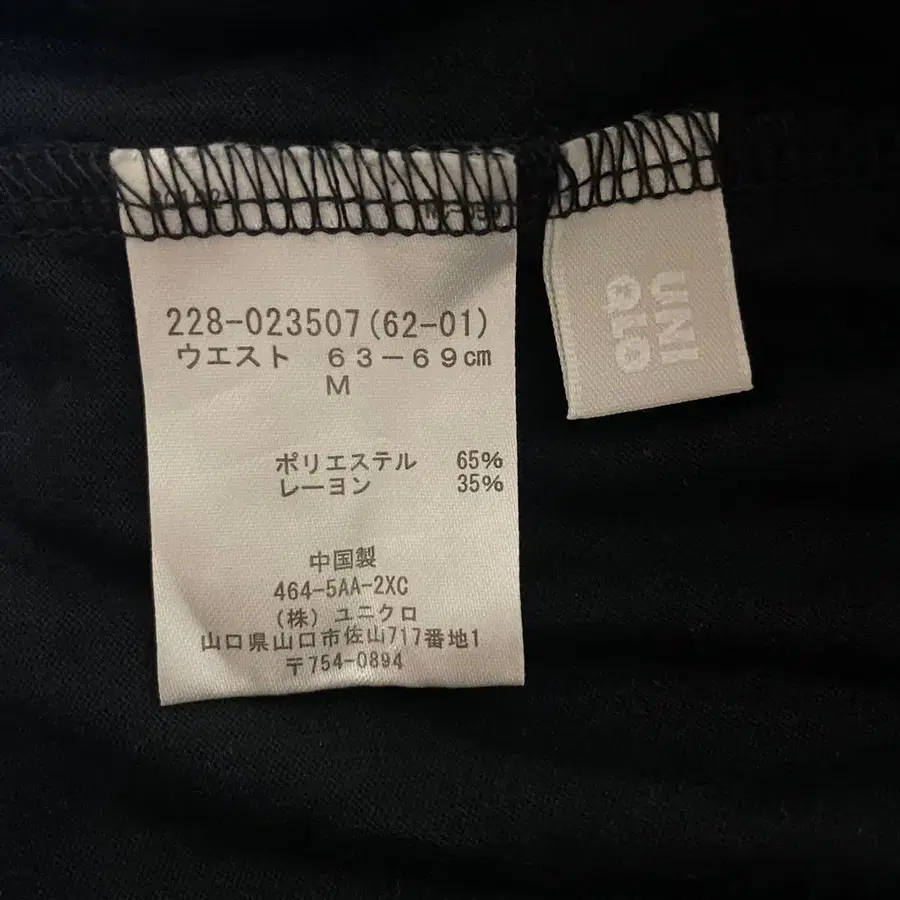 228-023507(62-01)
ウエスト 63-69cm
M
ポリエステル 65%
レーヨン 35%
中国製
464-5AA-2XC
(株) ユニクロ
山口県山口市佐山717番地1
〒754-0894
UNI
QLO